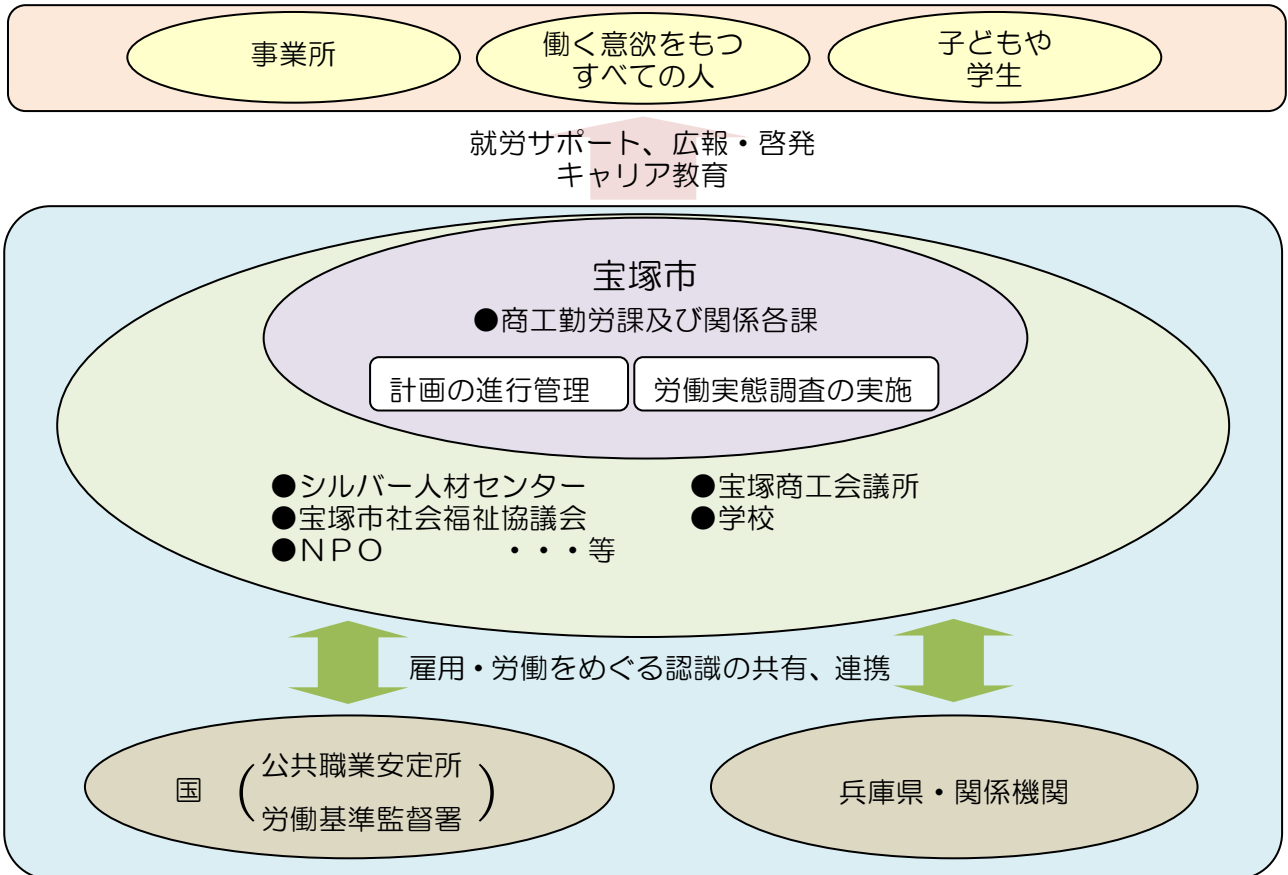 事業所
働く意欲をもつ
すべての人
子どもや
学生
就労サポート、広報・啓発
キャリア教育
宝塚市
●商工勤労課及び関係各課
計画の進行管理
労働実態調査の実施
●シルバー人材センター
●宝塚市社会福祉協議会
●ＮＰＯ　　　・・・等
●宝塚商工会議所
●学校
雇用・労働をめぐる認識の共有、連携
国
公共職業安定所
労働基準監督署
兵庫県・関係機関